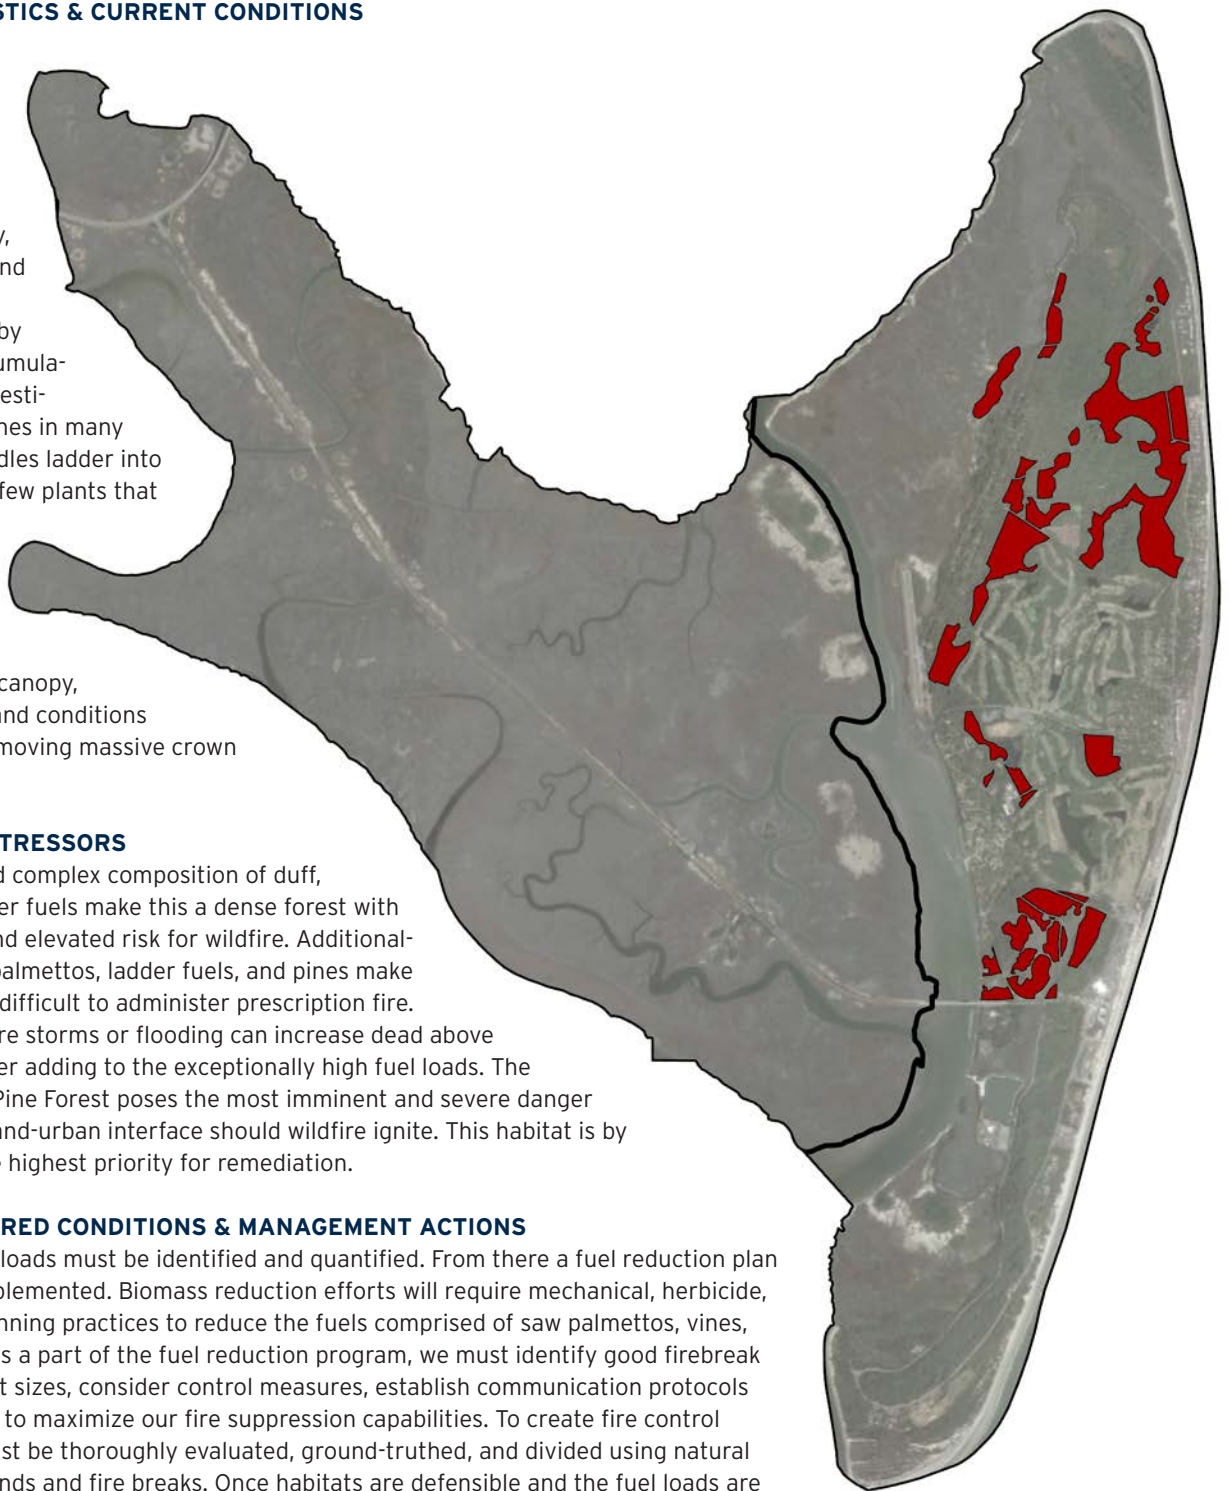 STICS & CURRENT CONDITIONS
y,
nd
by
umula-
esti-
nes in many
dles ladder into
few plants that
canopy,
and conditions
moving massive crown
TRESSORS
d complex composition of duff,
er fuels make this a dense forest with
nd elevated risk for wildfire. Additional-
palmettos, ladder fuels, and pines make
difficult to administer prescription fire.
re storms or flooding can increase dead above
er adding to the exceptionally high fuel loads. The
Pine Forest poses the most imminent and severe danger
and-urban interface should wildfire ignite. This habitat is by
e highest priority for remediation.
RED CONDITIONS & MANAGEMENT ACTIONS
loads must be identified and quantified. From there a fuel reduction plan
plemented. Biomass reduction efforts will require mechanical, herbicide,
nning practices to reduce the fuels comprised of saw palmettos, vines,
s a part of the fuel reduction program, we must identify good firebreak
t sizes, consider control measures, establish communication protocols
to maximize our fire suppression capabilities. To create fire control
st be thoroughly evaluated, ground-truthed, and divided using natural
nds and fire breaks. Once habitats are defensible and the fuel loads are